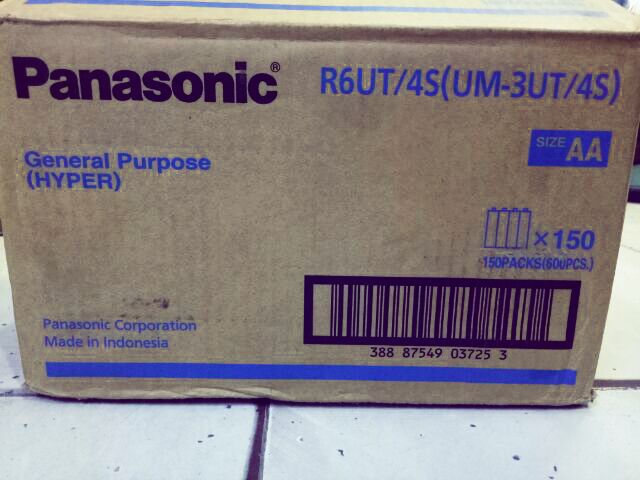 Panasonic®
R6UT/4S(UM-3UT/4S)
SIZE AA
General Purpose
(HYPER)
×150
150PACKS(600PCS.)
Panasonic Corporation
Made in Indonesia
388 87549 03725 3